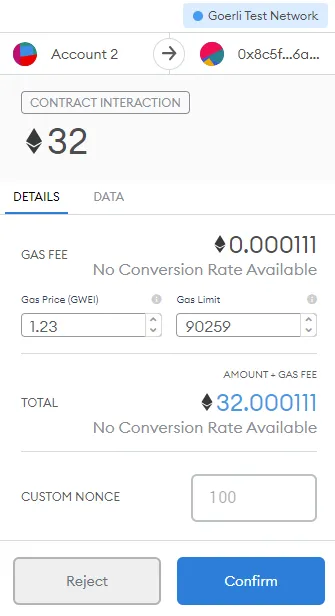 Goerli Test Network
Account 2
0x8c5f...6a...
CONTRACT INTERACTION
32
DETAILS DATA
GAS FEE
0.000111
No Conversion Rate Available
Gas Price (GWEI) Gas Limit
1.23 90259
AMOUNT + GAS FEE
TOTAL
32.000111
No Conversion Rate Available
CUSTOM NONCE
100
Reject Confirm